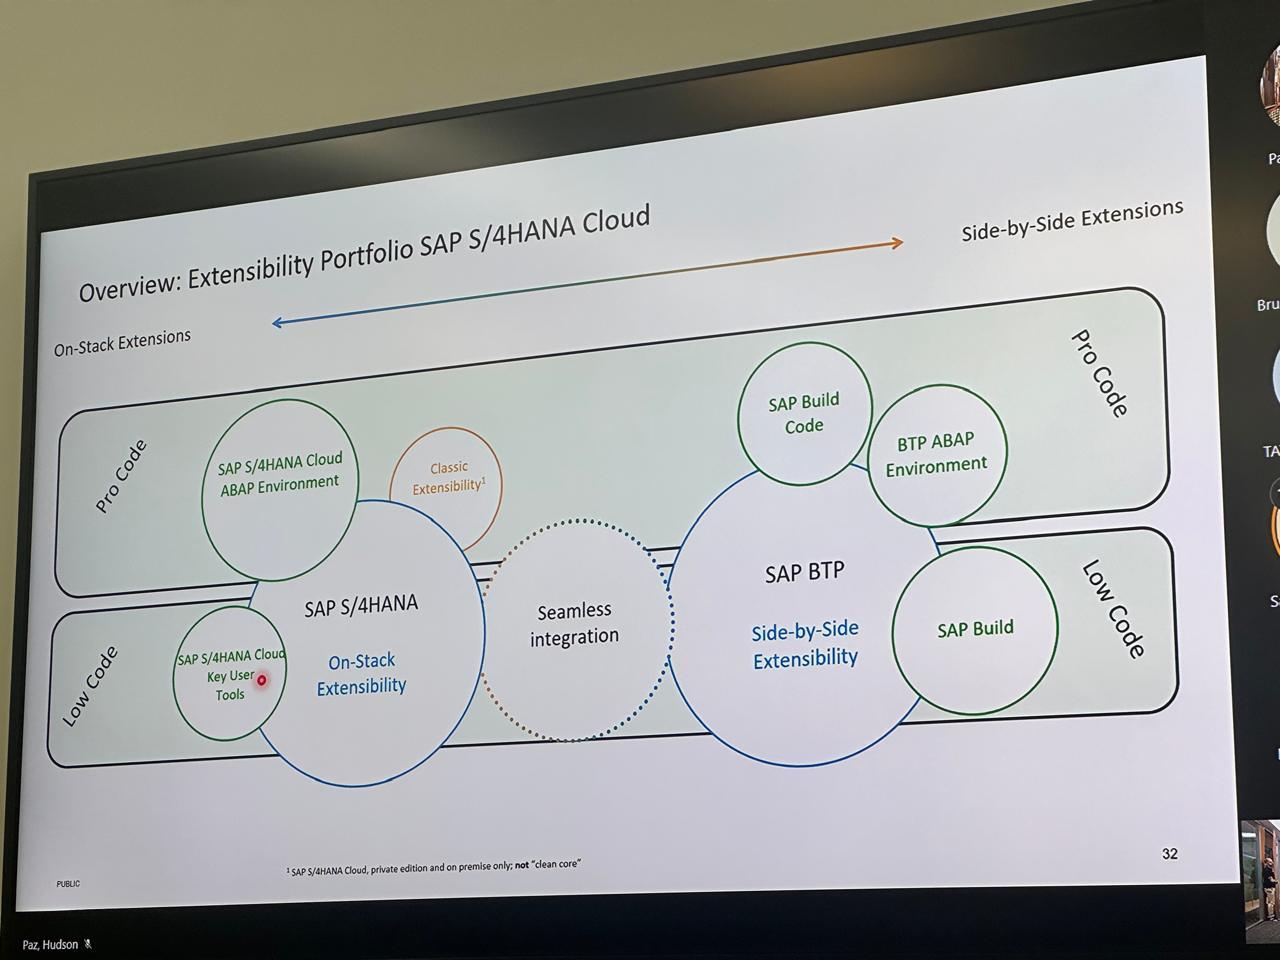 Overview: Extensibility Portfolio SAP S/4HANA Cloud
Side-by-Side Extensions
On-Stack Extensions
Pro Code
SAP S/4HANA Cloud
ABAP Environment
Classic
Extensibility¹
SAP Build
Code
BTP ABAP
Environment
Pro Code
Low Code
SAP S/4HANA Cloud
Key User
Tools
SAP S/4HANA
On-Stack
Extensibility
Seamless
integration
SAP BTP
Side-by-Side
Extensibility
SAP Build
Low Code
¹ SAP S/4HANA Cloud, private edition and on premise only; not "clean core"
32
PUBLIC
Paz, Hudson
Pa
Bru
TA